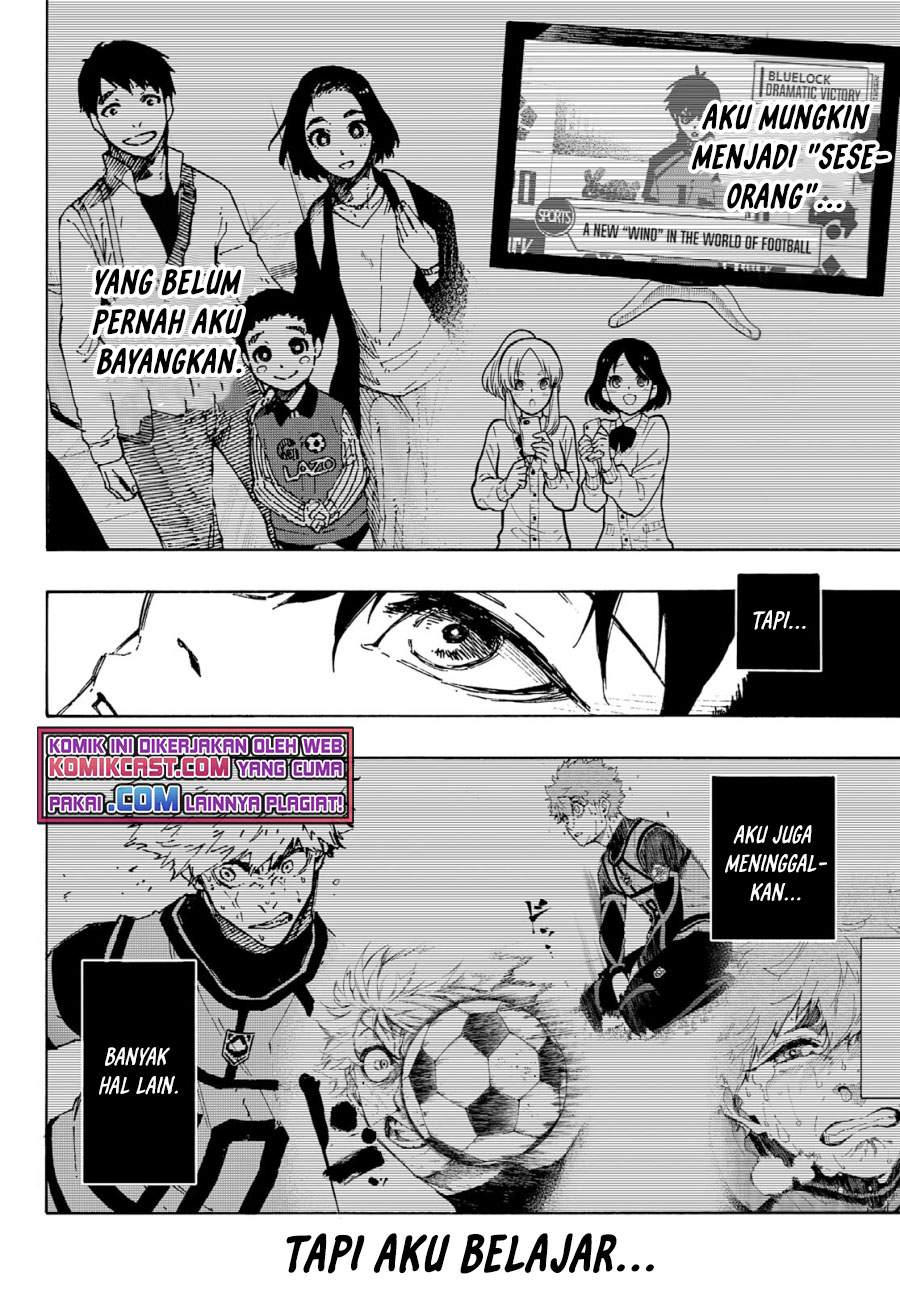 BLUELOCK
DRAMATIC VICTORY
AKU MUNGKIN
MENJADI "SESE-
ORANG"...
SPORTS
A NEW "WIND" IN THE WORLD OF FOOTBALL
YANG BELUM
PERNAH AKU
BAYANGKAN.
LAZIO
TAPI...
KOMIK INI DIKERJAKAN OLEH WEB
KOMIKCAST.COM YANG CUMA
PAKAI .COM LAINNYA PLAGIAT!
AKU JUGA
MENINGGAL-
KAN...
BANYAK
HAL LAIN.
TAPI AKU BELAJAR...